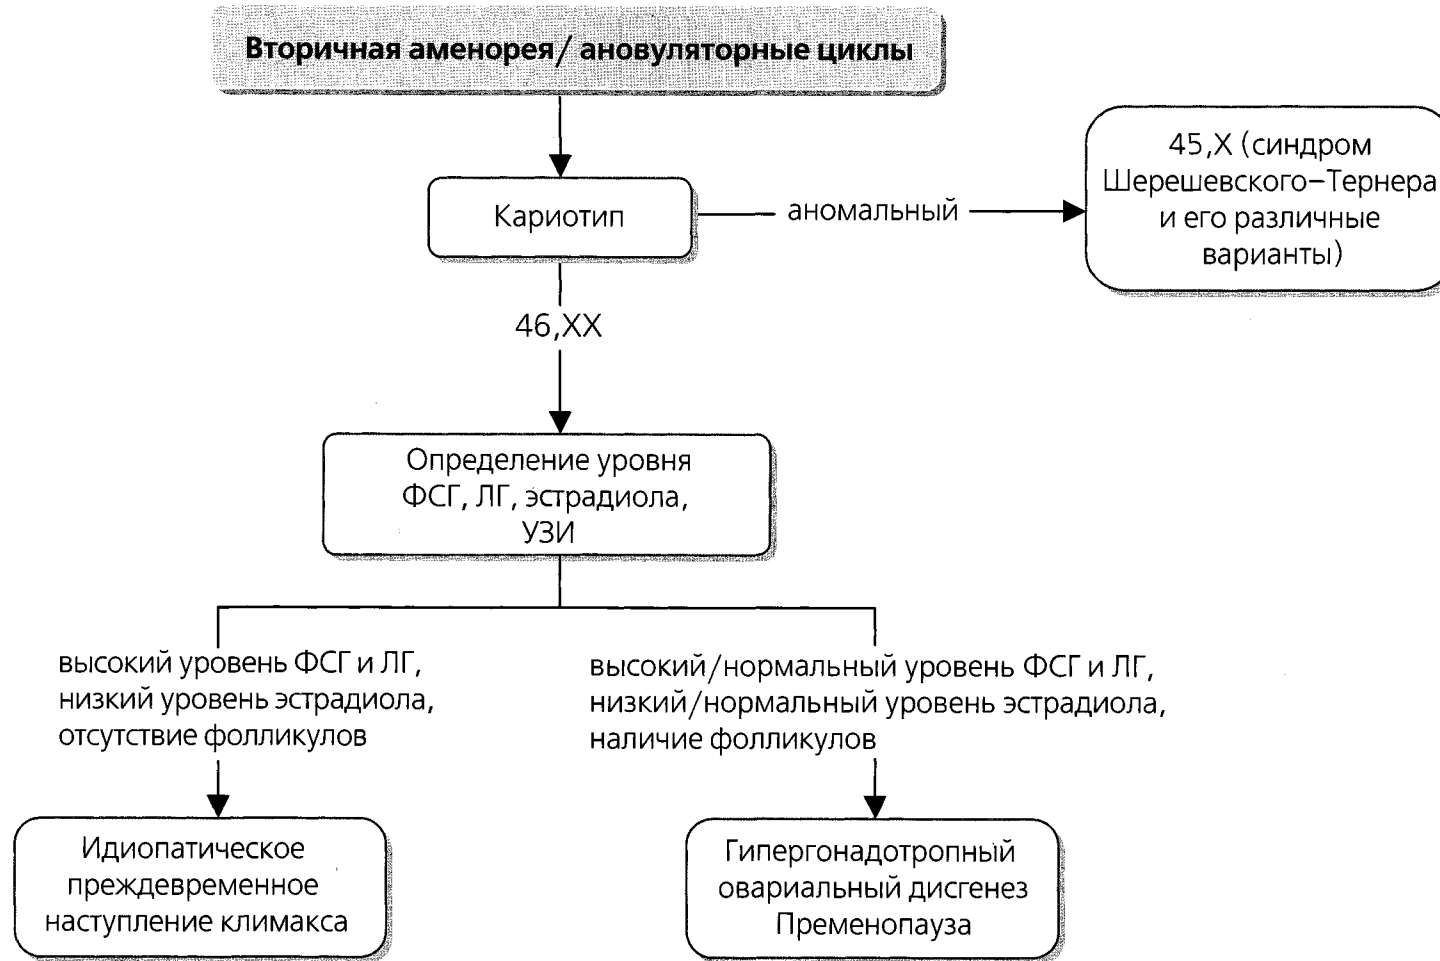 Вторичная аменорея/ ановуляторные циклы
Кариотип
аномальный
45,X (синдром
Шерешевского–Тернера
и его различные
варианты)
46,XX
Определение уровня
ФСГ, ЛГ, эстрадиола,
УЗИ
высокий уровень ФСГ и ЛГ,
низкий уровень эстрадиола,
отсутствие фолликулов
высокий/нормальный уровень ФСГ и ЛГ,
низкий/нормальный уровень эстрадиола,
наличие фолликулов
Идиопатическое
преждевременное
наступление климакса
Гипергонадотропный
овариальный дисгенез
Пременопауза